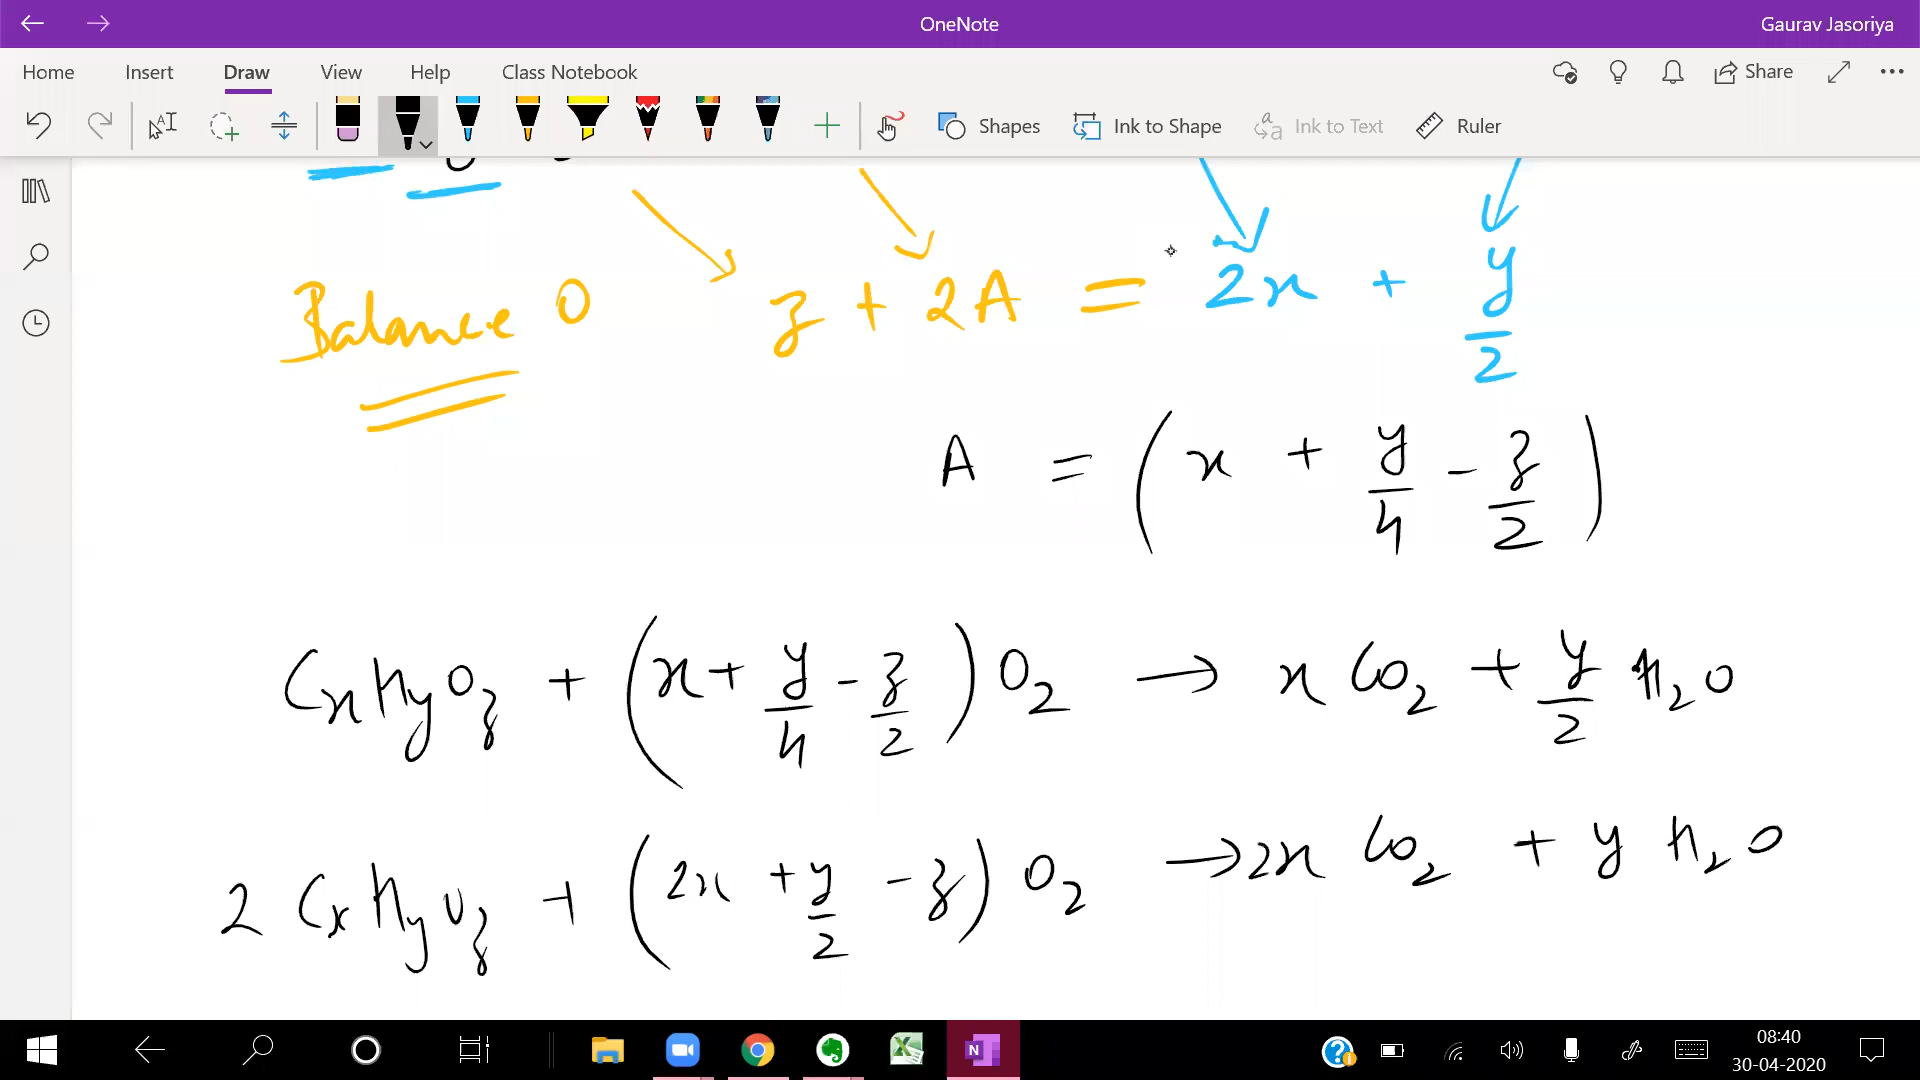 OneNote
Gaurav Jasoriya
Home Insert Draw View Help Class Notebook Share
Shapes Ink to Shape Ink to Text Ruler
Balance O z + 2A = 2x + y/2
A = (x + y/4 - z/2)
CxHyOz + (x + y/4 - z/2) O2 → x CO2 + y/2 H2O
2 CxHyOz + (2x + y/2 - z) O2 → 2x CO2 + y H2O
08:40
30-04-2020